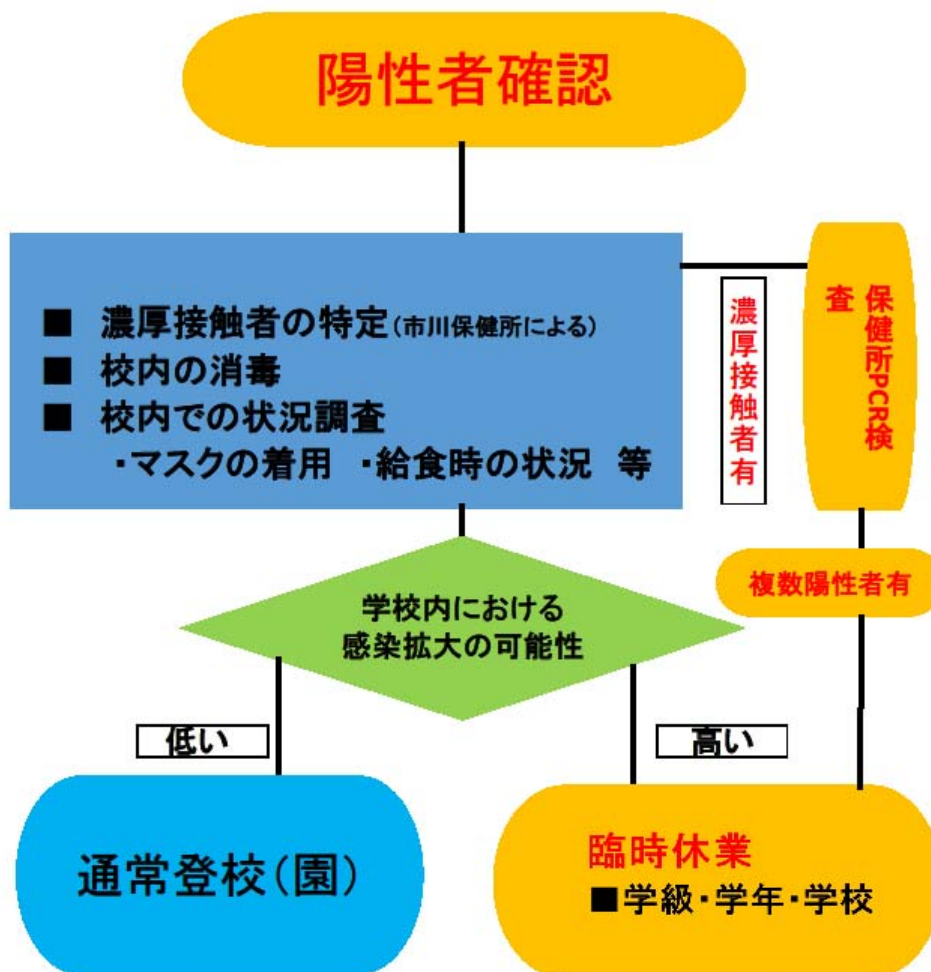 陽性者確認
■ 濃厚接触者の特定(市川保健所による)
■ 校内の消毒
■ 校内での状況調査
・マスクの着用 ・給食時の状況 等
濃厚接触者有
保健所PCR検
査
複数陽性者有
学校内における
感染拡大の可能性
低い
高い
通常登校(園)
臨時休業
■学級・学年・学校